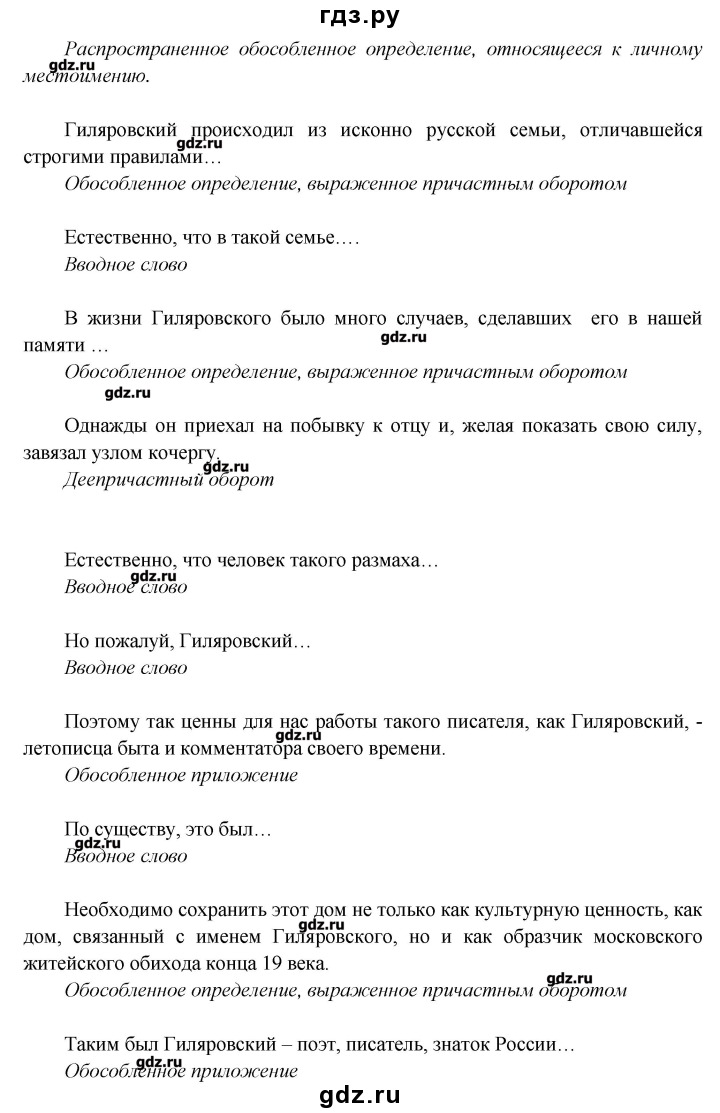 гдз.ру
Распространенное обособленное определение, относящееся к личному
gdz.ru
местоимению.
Гиляровский происходил из исконно русской семьи, отличавшейся
gdz.ru
строгими правилами…
Обособленное определение, выраженное причастным оборотом
Естественно, что в такой семье….
Вводное слово
В жизни Гиляровского было много случаев, сделавших его в нашей
gdz.ru
памяти …
Обособленное определение, выраженное причастным оборотом
gdz.ru
Однажды он приехал на побывку к отцу и, желая показать свою силу,
завязал узлом кочергу.
gdz.ru
Деепричастный оборот
Естественно, что человек такого размаха…
gdz.ru
Вводное слово
Но пожалуй, Гиляровский…
Вводное слово
Поэтому так ценны для нас работы такого писателя, как Гиляровский, -
gdz.ru
летописца быта и комментатора своего времени.
Обособленное приложение
По существу, это был…
gdz.ru
Вводное слово
Необходимо сохранить этот дом не только как культурную ценность, как
gdz.ru
дом, связанный с именем Гиляровского, но и как образчик московского
житейского обихода конца 19 века.
gdz.ru
Обособленное определение, выраженное причастным оборотом
Таким был Гиляровский – поэт, писатель, знаток России…
gdz.ru
Обособленное приложение
gdz.ru